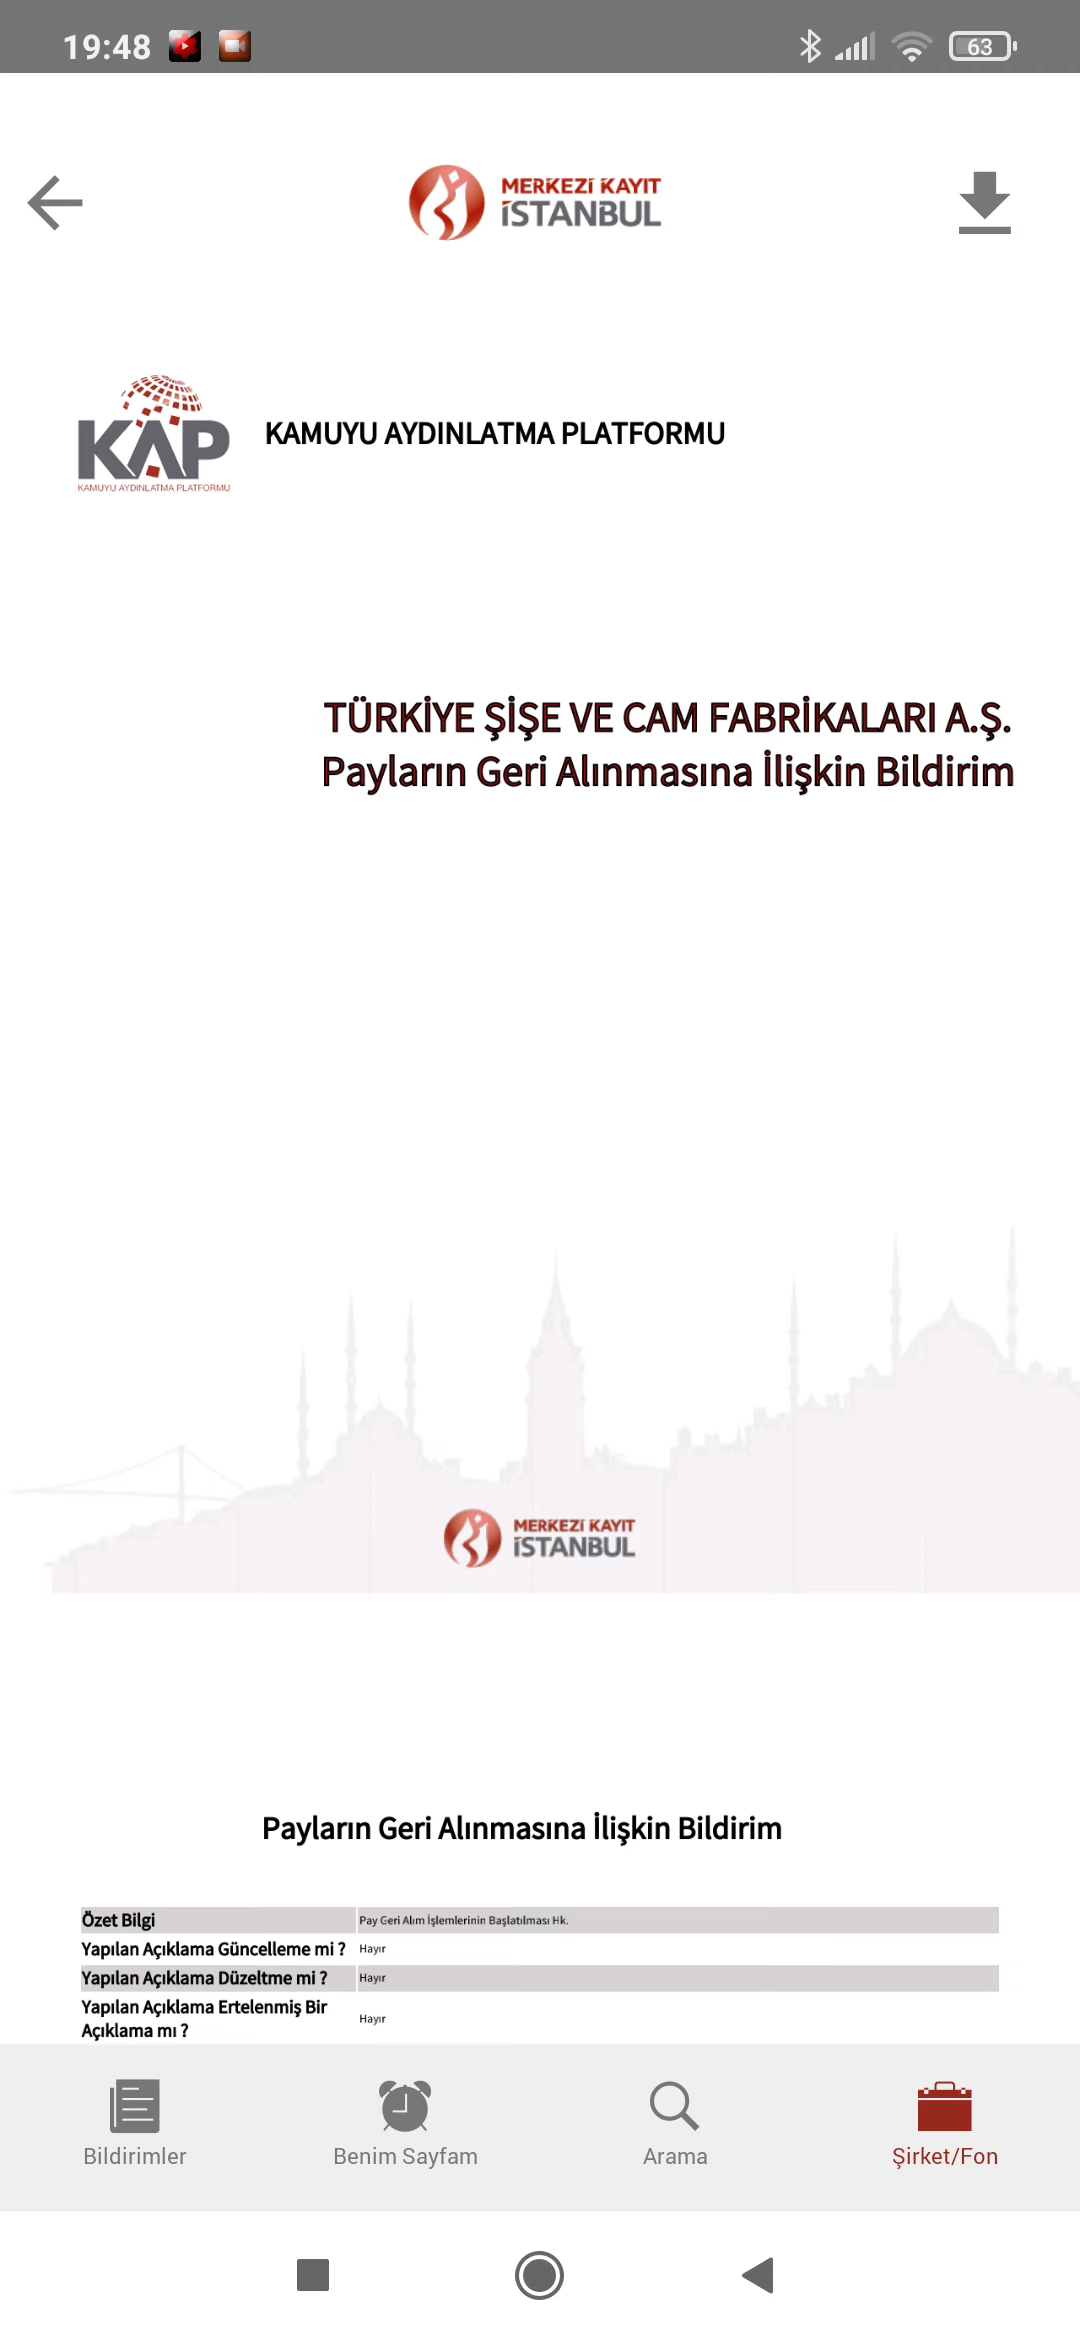 19:48
63
MERKEZİ KAYIT
İSTANBUL
KAP
KAMUYU AYDINLATMA PLATFORMU
KAMUYU AYDINLATMA PLATFORMU
TÜRKİYE ŞİŞE VE CAM FABRİKALARI A.Ş.
Payların Geri Alınmasına İlişkin Bildirim
MERKEZİ KAYIT
İSTANBUL
Payların Geri Alınmasına İlişkin Bildirim
Özet Bilgi Pay Geri Alım İşlemlerinin Başlatılması Hk.
Yapılan Açıklama Güncelleme mi ? Hayır
Yapılan Açıklama Düzeltme mi ? Hayır
Yapılan Açıklama Ertelenmiş Bir
Açıklama mı ? Hayır
Bildirimler Benim Sayfam Arama Şirket/Fon